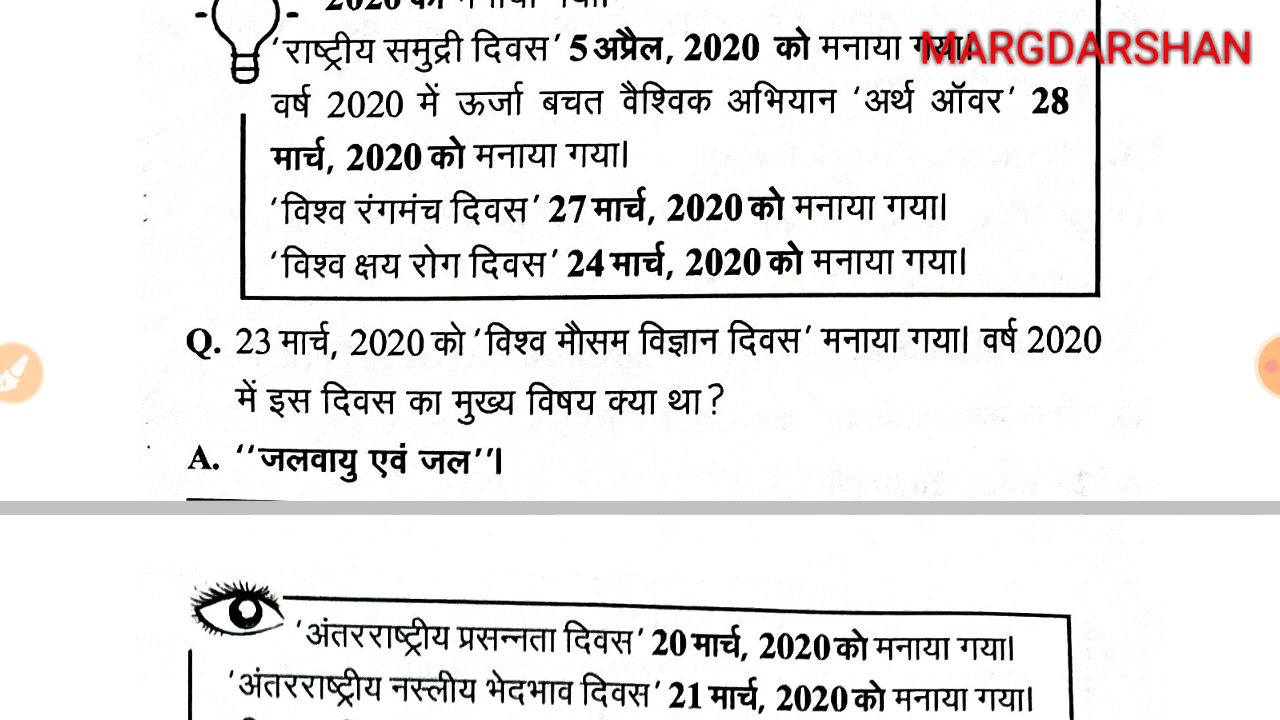 'राष्ट्रीय समुद्री दिवस' 5 अप्रैल, 2020 को मनाया गया।
MARGDARSHAN
वर्ष 2020 में ऊर्जा बचत वैश्विक अभियान 'अर्थ ऑवर' 28
मार्च, 2020 को मनाया गया।
'विश्व रंगमंच दिवस' 27 मार्च, 2020 को मनाया गया।
'विश्व क्षय रोग दिवस' 24 मार्च, 2020 को मनाया गया।
Q. 23 मार्च, 2020 को 'विश्व मौसम विज्ञान दिवस' मनाया गया। वर्ष 2020
में इस दिवस का मुख्य विषय क्या था?
A. ''जलवायु एवं जल''।
'अंतरराष्ट्रीय प्रसन्नता दिवस' 20 मार्च, 2020 को मनाया गया।
'अंतरराष्ट्रीय नस्लीय भेदभाव दिवस' 21 मार्च, 2020 को मनाया गया।